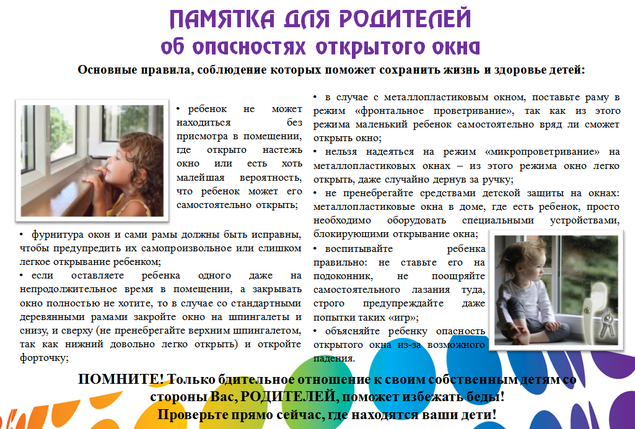 ПАМЯТКА ДЛЯ РОДИТЕЛЕЙ
об опасностях открытого окна
Основные правила, соблюдение которых поможет сохранить жизнь и здоровье детей:
• ребенок не может
находиться без
присмотра в помещении,
где открыто настежь
окно или есть хоть
малейшая вероятность,
что ребенок может его
самостоятельно открыть;
• фурнитура окон и сами рамы должны быть исправны,
чтобы предупредить их самопроизвольное или слишком
легкое открывание ребенком;
• если оставляете ребенка одного даже на
непродолжительное время в помещении, а закрывать
окно полностью не хотите, то в случае со стандартными
деревянными рамами закройте окно на шпингалеты и
снизу, и сверху (не пренебрегайте верхним шпингалетом,
так как нижний довольно легко открыть) и откройте
форточку;
• в случае с металлопластиковым окном, поставьте раму в
режим «фронтальное проветривание», так как из этого
режима маленький ребенок самостоятельно вряд ли сможет
открыть окно;
• нельзя надеяться на режим «микропроветривание» на
металлопластиковых окнах – из этого режима окно легко
открыть, даже случайно дернув за ручку;
• не пренебрегайте средствами детской защиты на окнах:
металлопластиковые окна в доме, где есть ребенок, просто
необходимо оборудовать специальными устройствами,
блокирующими открывание окна;
• воспитывайте ребенка
правильно: не ставьте его на
подоконник, не поощряйте
самостоятельного лазания туда,
строго предупреждайте даже
попытки таких «игр»;
• объясняйте ребенку опасность
открытого окна из-за возможного
падения.
ПОМНИТЕ! Только бдительное отношение к своим собственным детям со
стороны Вас, РОДИТЕЛЕЙ, поможет избежать беды!
Проверьте прямо сейчас, где находятся ваши дети!